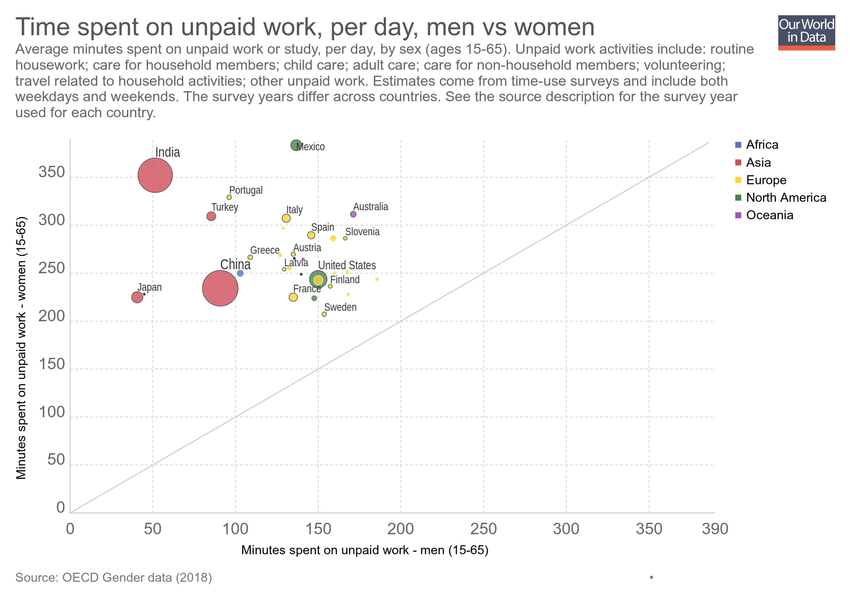 Time spent on unpaid work, per day, men vs women
Our World
in Data
Average minutes spent on unpaid work or study, per day, by sex (ages 15-65). Unpaid work activities include: routine
housework; care for household members; child care; adult care; care for non-household members; volunteering;
travel related to household activities; other unpaid work. Estimates come from time-use surveys and include both
weekdays and weekends. The survey years differ across countries. See the source description for the survey year
used for each country.
Africa
Asia
Europe
North America
Oceania
Minutes spent on unpaid work - women (15-65)
350
300
250
200
150
100
50
0
India
Mexico
Portugal
Turkey
Italy
Australia
Spain
Slovenia
Greece
Austria
China
Latvia
United States
Finland
Japan
France
Sweden
0 50 100 150 200 250 300 350 390
Minutes spent on unpaid work - men (15-65)
Source: OECD Gender data (2018)